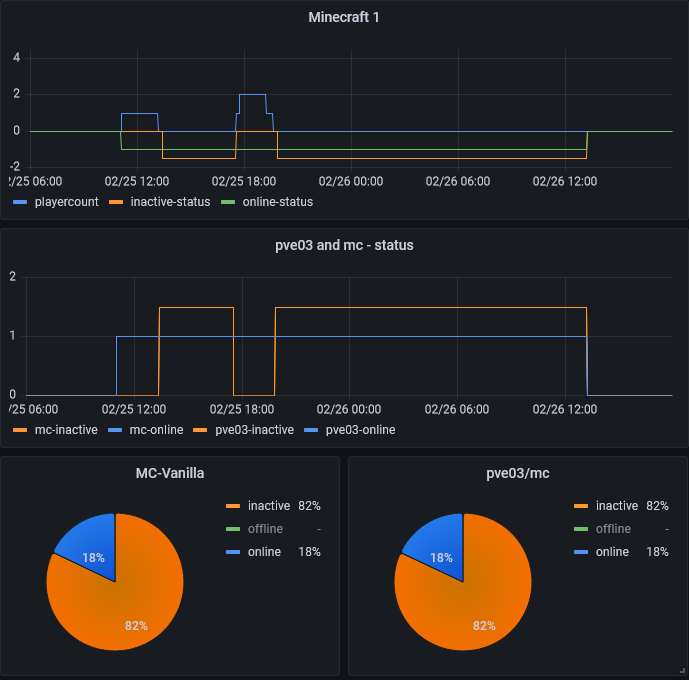 Minecraft 1
4
2
0
-2
2/25 06:00 02/25 12:00 02/25 18:00 02/26 00:00 02/26 06:00 02/26 12:00
playercount inactive-status online-status
pve03 and mc - status
2
1
0
/25 06:00 02/25 12:00 02/25 18:00 02/26 00:00 02/26 06:00 02/26 12:00
mc-inactive mc-online pve03-inactive pve03-online
MC-Vanilla
inactive 82%
offline -
online 18%
18%
82%
pve03/mc
inactive 82%
offline -
online 18%
18%
82%